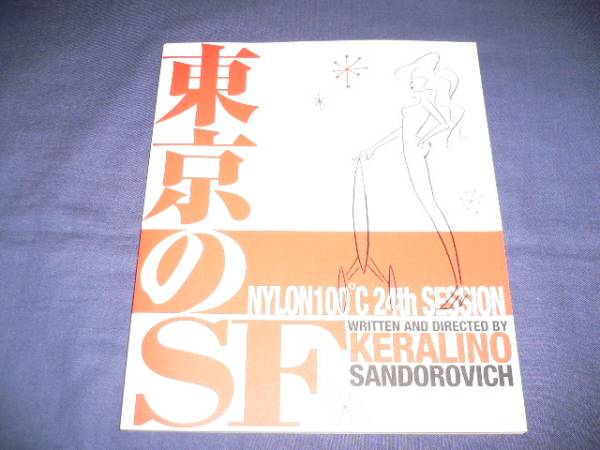 東京のSF
NYLON100℃ 24th SESSION
WRITTEN AND DIRECTED BY
KERALINO
SANDOROVICH